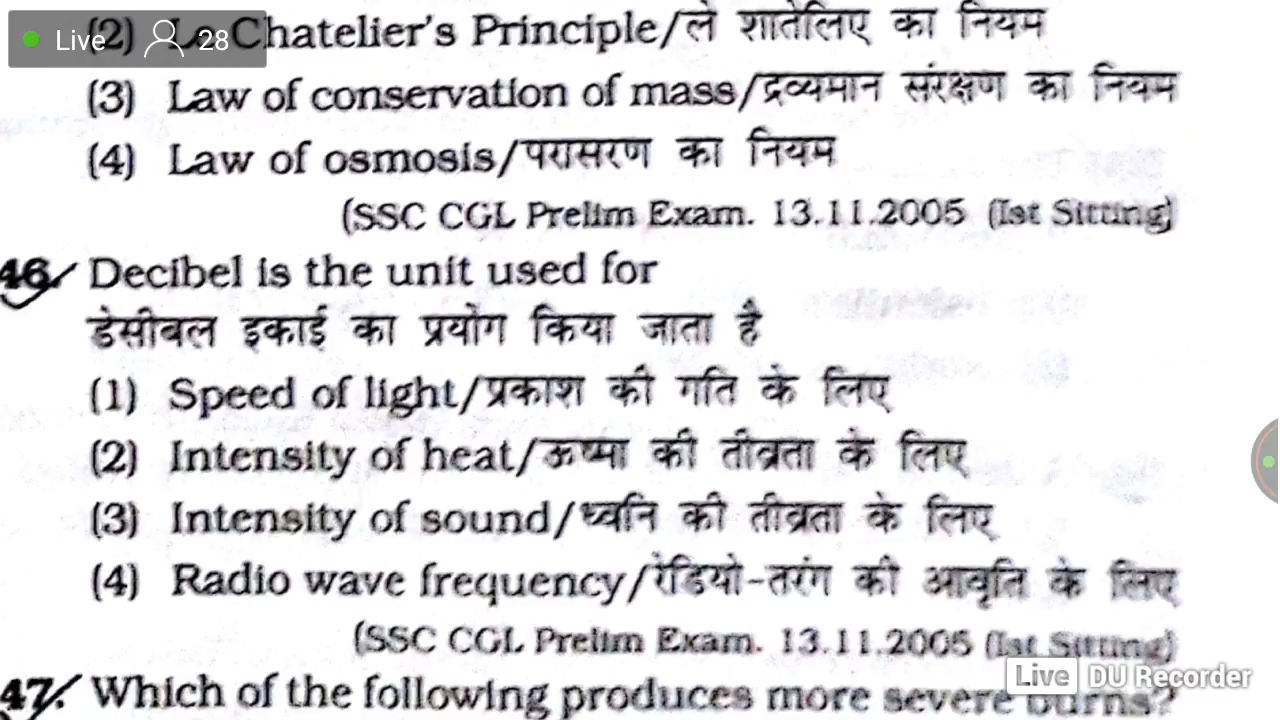 Live 28
(2) Le Chatelier's Principle/ले शातेलिए का नियम
(3) Law of conservation of mass/द्रव्यमान संरक्षण का नियम
(4) Law of osmosis/परासरण का नियम
(SSC CGL Prelim Exam. 13.11.2005 (Ist Sitting)
46. Decibel is the unit used for
डेसीबल इकाई का प्रयोग किया जाता है
(1) Speed of light/प्रकाश की गति के लिए
(2) Intensity of heat/ऊष्मा की तीव्रता के लिए
(3) Intensity of sound/ध्वनि की तीव्रता के लिए
(4) Radio wave frequency/रेडियो-तरंग की आवृति के लिए
(SSC CGL Prelim Exam. 13.11.2005 (Ist Sitting)
Live DU Recorder
47. Which of the following produces more severe burns?